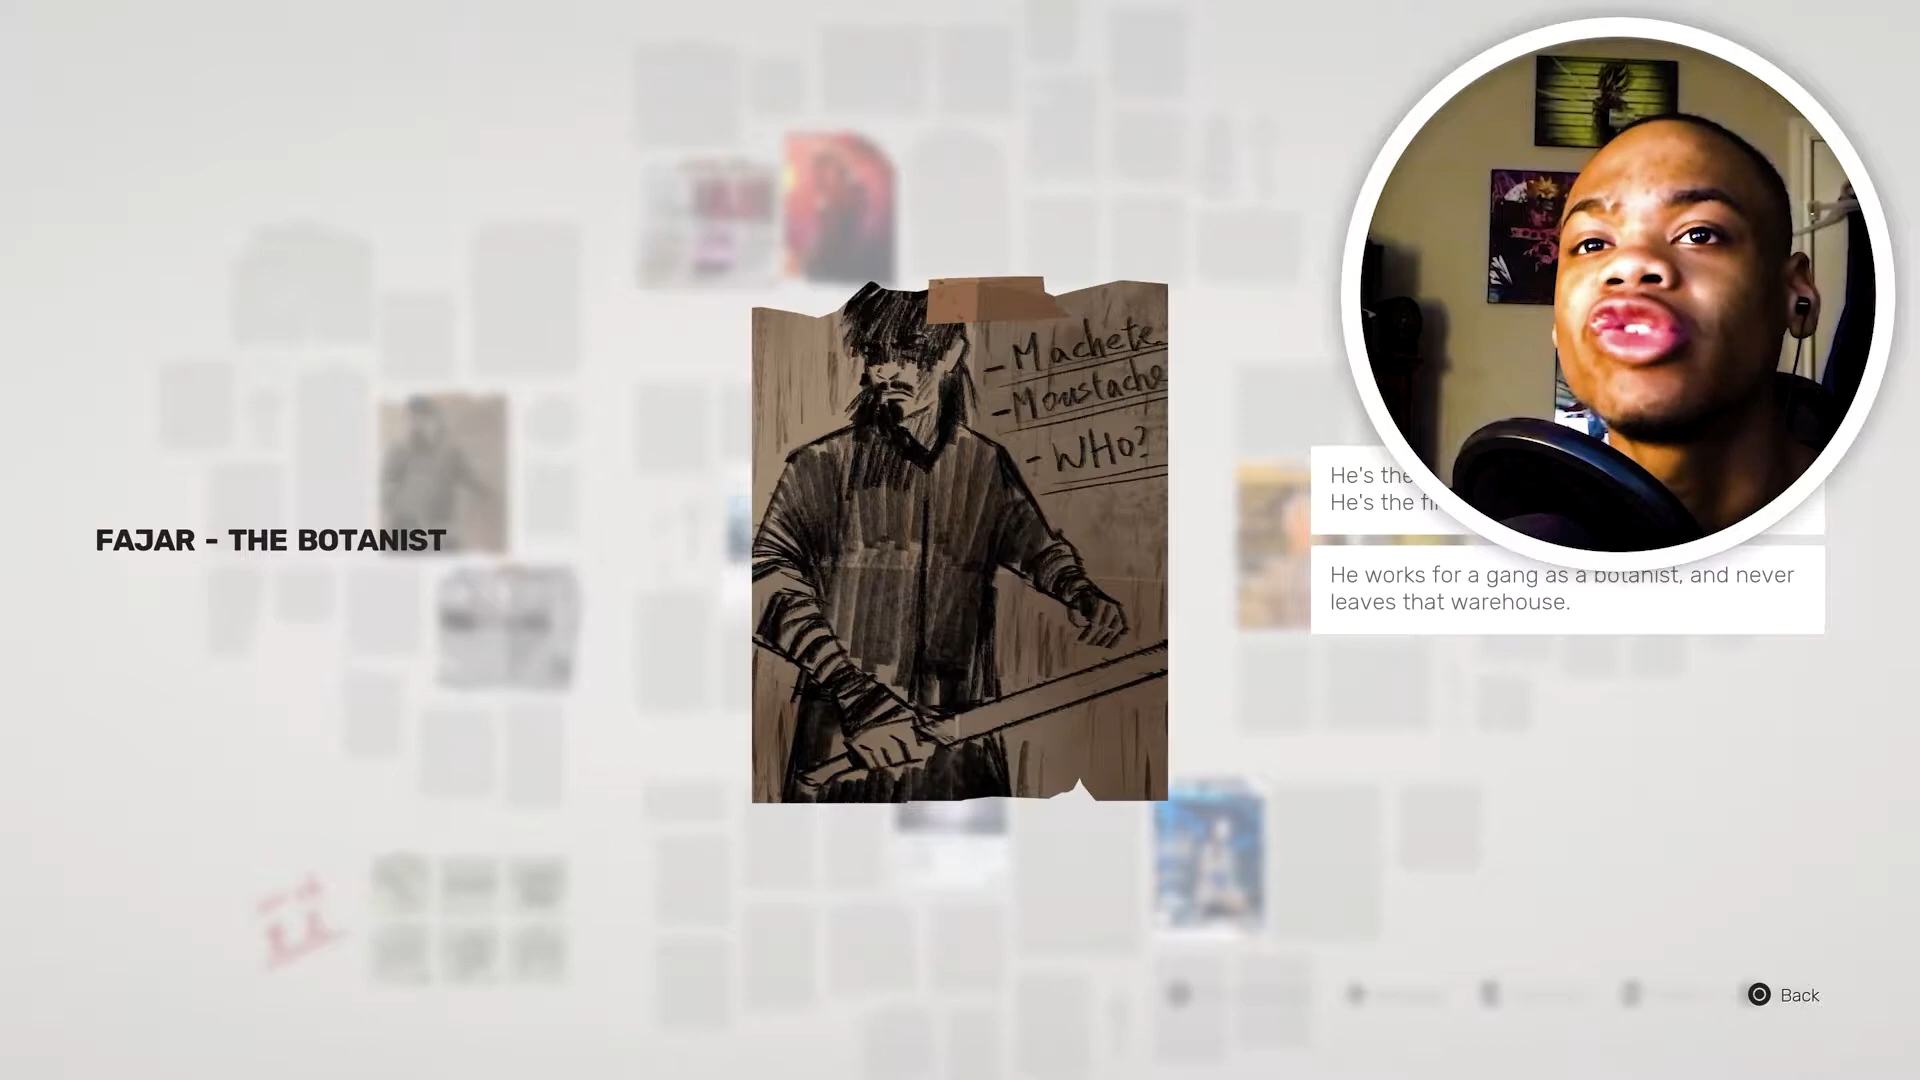 - Machete
- Moustache
- WHO?
FAJAR - THE BOTANIST
He's the
He's the
He works for a gang as a botanist, and never
leaves that warehouse.
Back